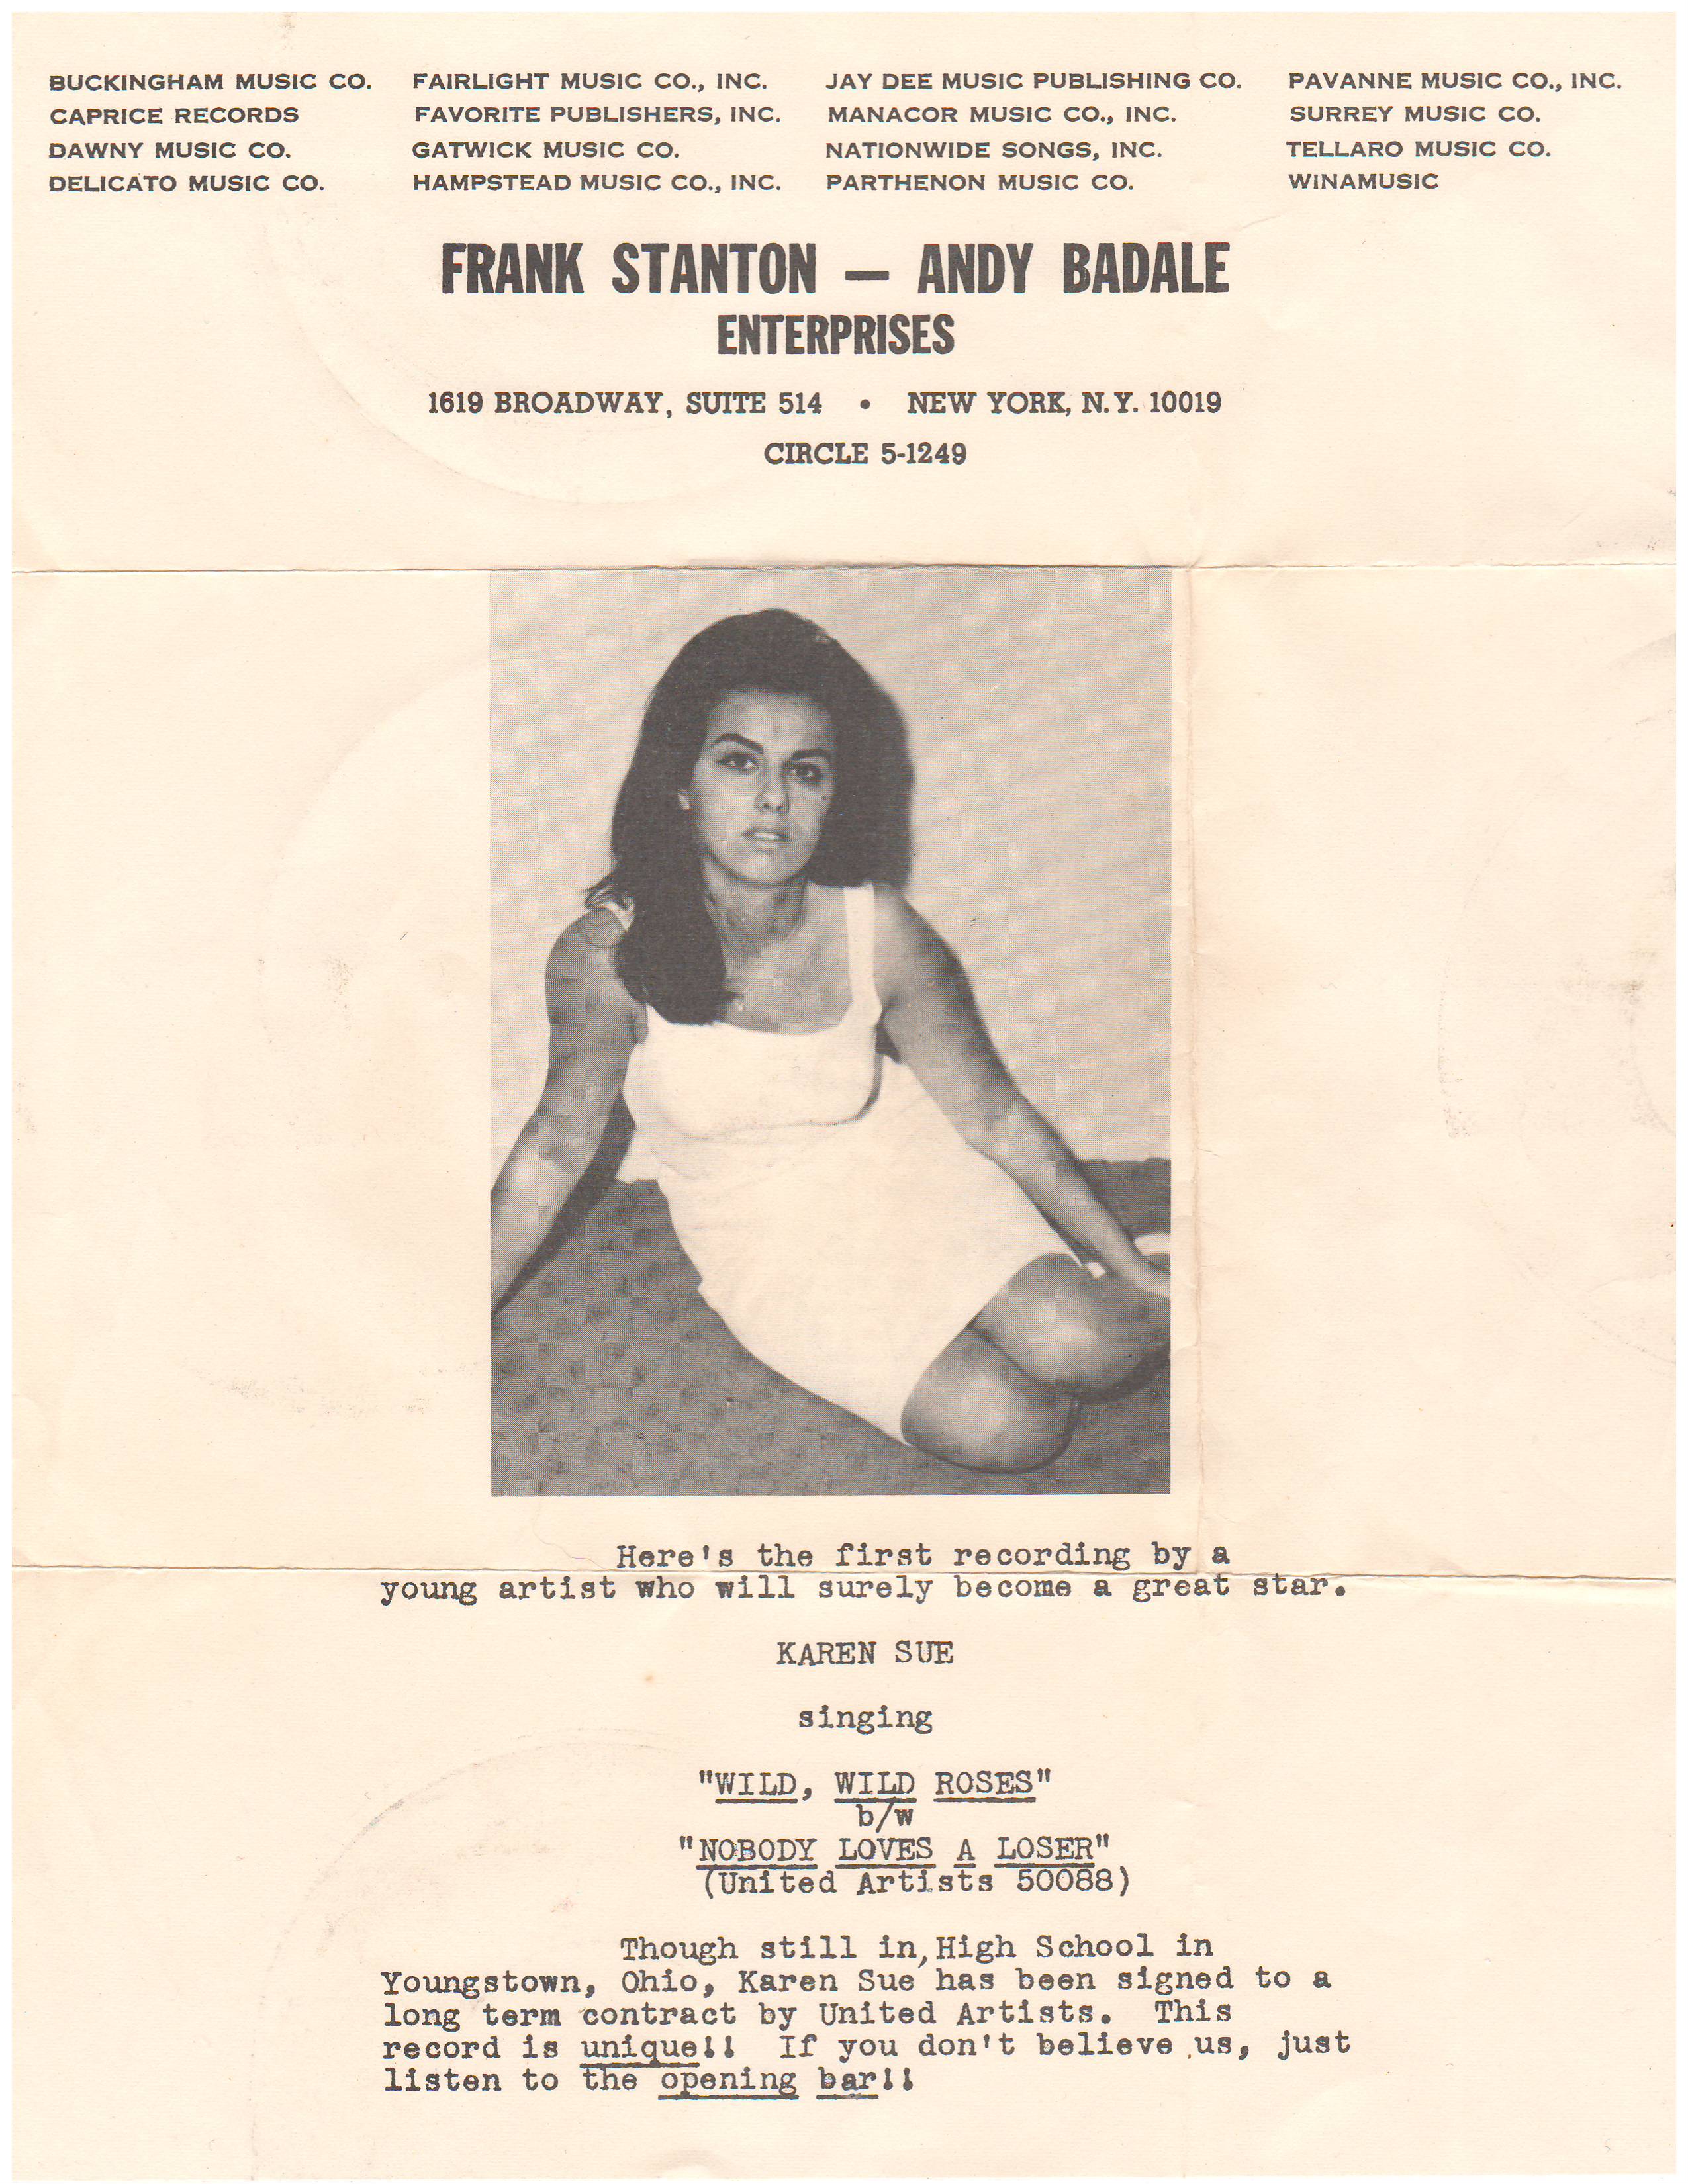 BUCKINGHAM MUSIC CO.
CAPRICE RECORDS
DAWNY MUSIC CO.
DELICATO MUSIC CO.
FAIRLIGHT MUSIC CO., INC.
FAVORITE PUBLISHERS, INC.
GATWICK MUSIC CO.
HAMPSTEAD MUSIC CO., INC.
JAY DEE MUSIC PUBLISHING CO.
MANACOR MUSIC CO., INC.
NATIONWIDE SONGS, INC.
PARTHENON MUSIC CO.
PAVANNE MUSIC CO., INC.
SURREY MUSIC CO.
TELLARO MUSIC CO.
WINAMUSIC
FRANK STANTON — ANDY BADALE
ENTERPRISES
1619 BROADWAY, SUITE 514 • NEW YORK, N.Y. 10019
CIRCLE 5-1249
Here's the first recording by a
young artist who will surely become a great star.
KAREN SUE
singing
"WILD, WILD ROSES"
b/w
"NOBODY LOVES A LOSER"
(United Artists 50088)
Though still in,High School in
Youngstown, Ohio, Karen Sue has been signed to a
long term contract by United Artists. This
record is unique!! If you don't believe us, just
listen to the opening bar!!